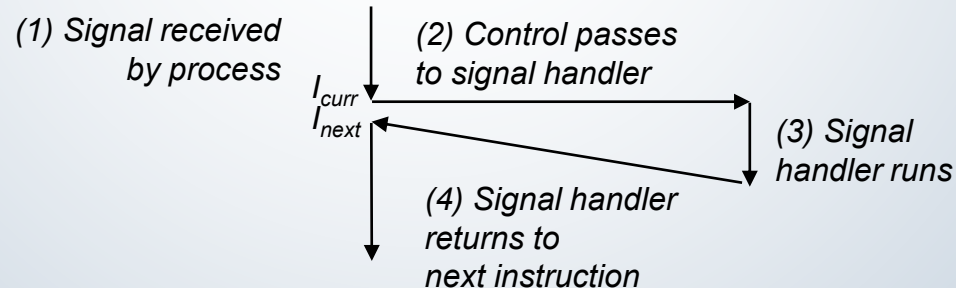 (1) Signal received
by process
(2) Control passes
to signal handler
I_curr
I_next
(3) Signal
handler runs
(4) Signal handler
returns to
next instruction